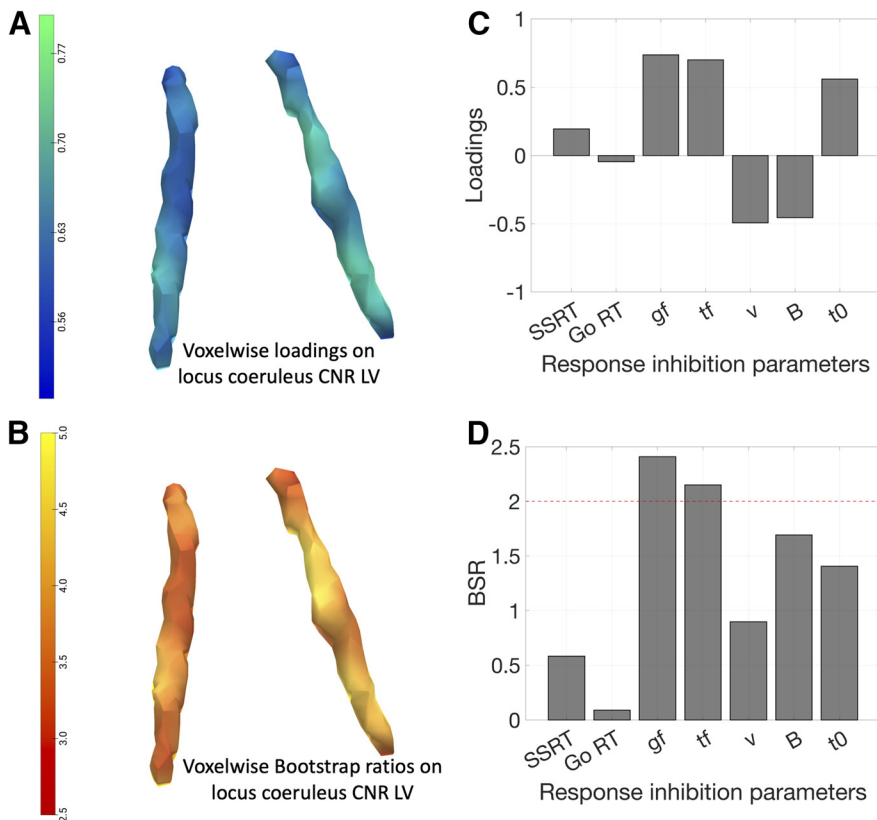 A
0.77
0.70
0.63
0.56
Voxelwise loadings on
locus coeruleus CNR LV
C
1
0.5
0
-0.5
-1
Loadings
SSRT
Go RT
gf
tf
v
B
t0
Response inhibition parameters
B
5.0
4.5
4.0
3.5
3.0
2.5
Voxelwise Bootstrap ratios on
locus coeruleus CNR LV
D
2.5
2
1.5
1
0.5
0
BSR
SSRT
Go RT
gf
tf
v
B
t0
Response inhibition parameters